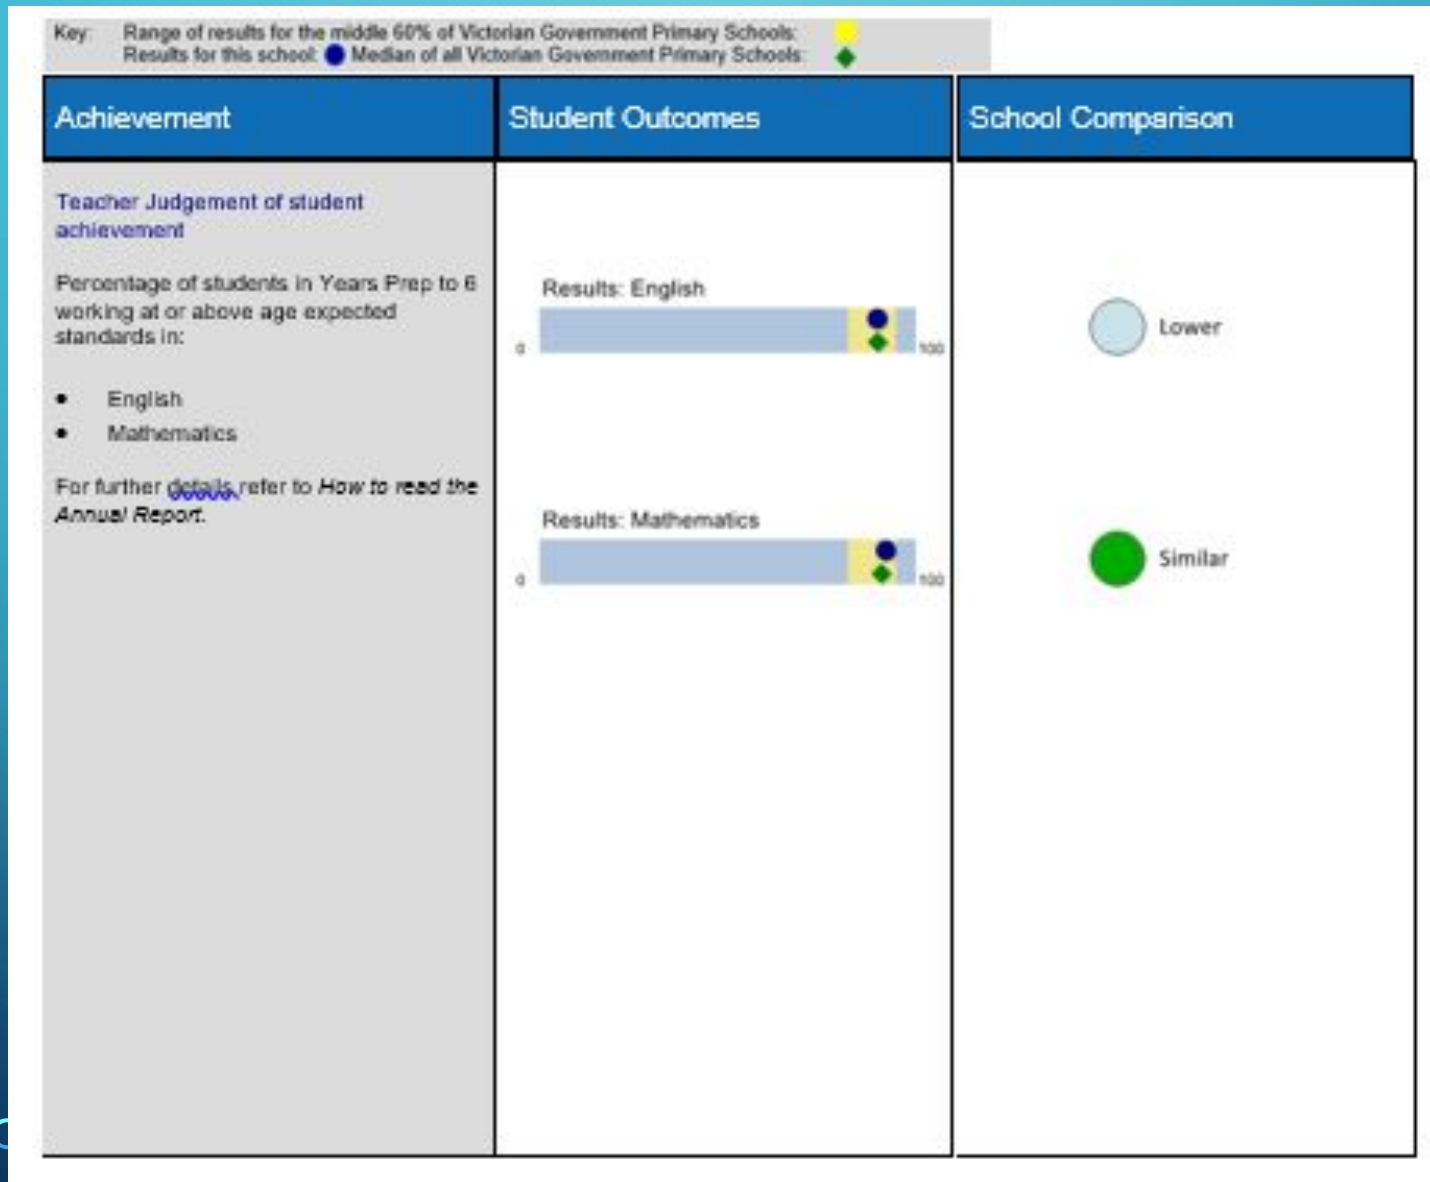 Key: Range of results for the middle 60% of Victorian Government Primary Schools:
Results for this school: Median of all Victorian Government Primary Schools:
Achievement
Student Outcomes
School Comparison
Teacher Judgement of student
achievement
Percentage of students in Years Prep to 6
working at or above age expected
standards in:
• English
• Mathematics
For further details refer to How to read the
Annual Report.
Results: English
0
100
Results: Mathematics
0
100
Lower
Similar